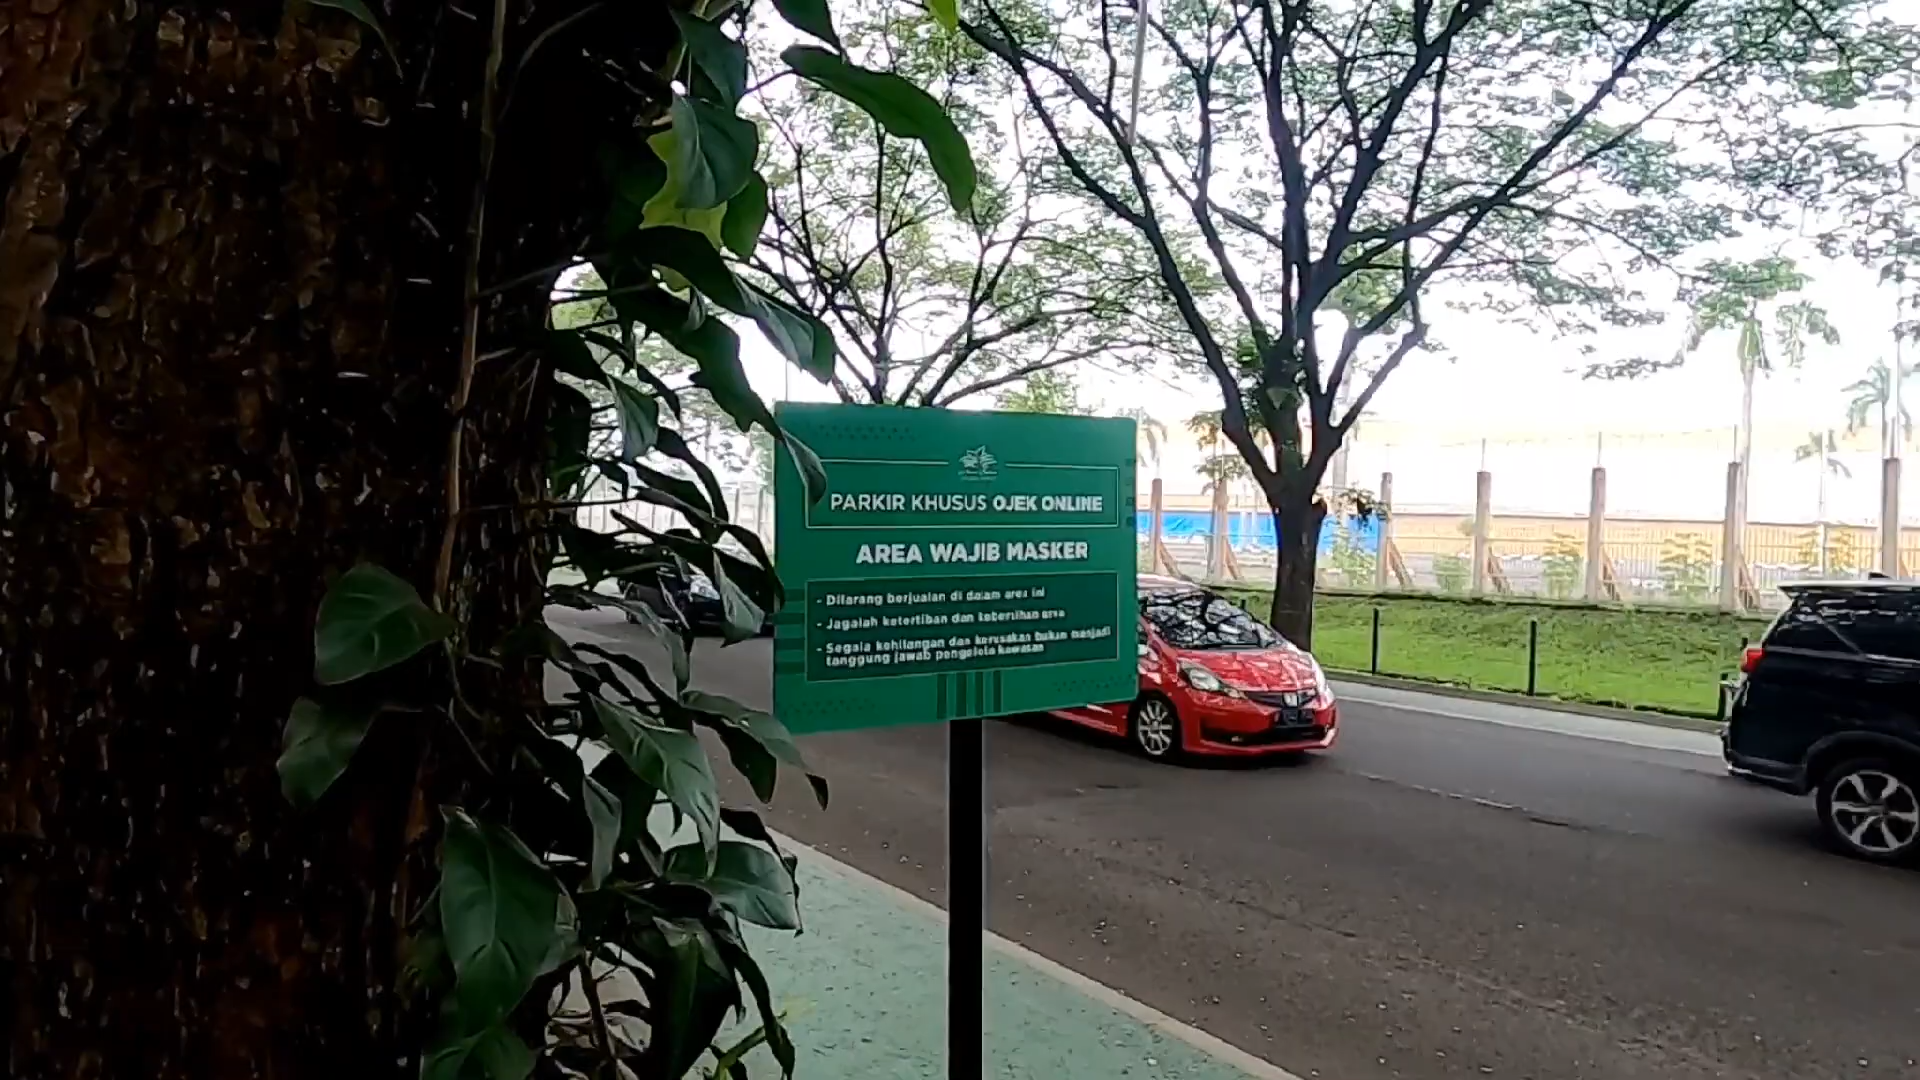 PARKIR KHUSUS OJEK ONLINE
AREA WAJIB MASKER
- Dilarang berjualan di dalam area ini
- Jagalah ketertiban dan kebersihan area
- Segala kehilangan dan kerusakan bukan menjadi
tanggung jawab pengelola kawasan